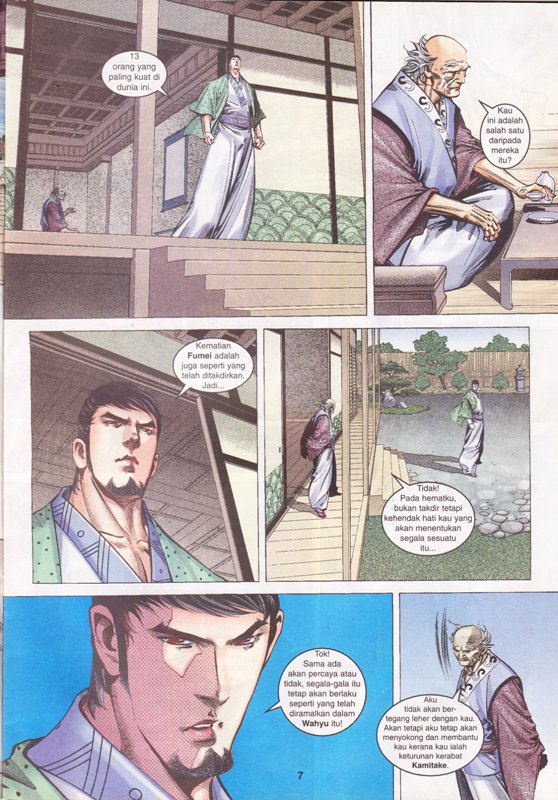 13
orang yang
paling kuat di
dunia ini.
Kau
ini adalah
salah satu
daripada
mereka
itu?
Kematian
Fumei adalah
juga seperti yang
telah ditakdirkan.
Jadi...
Tidak!
Pada hematku,
bukan takdir tetapi
kehendak hati kau yang
akan menentukan
segala sesuatu
itu...
Tok!
Sama ada
akan percaya atau
tidak, segala-gala itu
tetap akan berlaku
seperti yang telah
diramalkan dalam
Wahyu itu!
Aku
tidak akan ber-
tegang leher dengan kau.
Akan tetapi aku tetap akan
menyokong dan membantu
kau kerana kau ialah
keturunan kerabat
Kamitake.
7